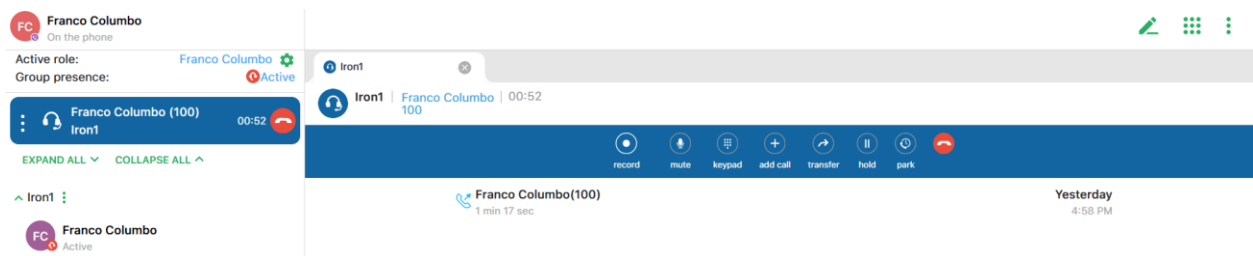 FC
Franco Columbo
On the phone
Active role: Franco Columbo
Group presence: Active
Franco Columbo (100)
Iron1
00:52
EXPAND ALL COLLAPSE ALL
Iron1
FC
Franco Columbo
Active
Iron1
Iron1 Franco Columbo 00:52
100
record mute keypad add call transfer hold park
Franco Columbo(100) Yesterday
1 min 17 sec 4:58 PM